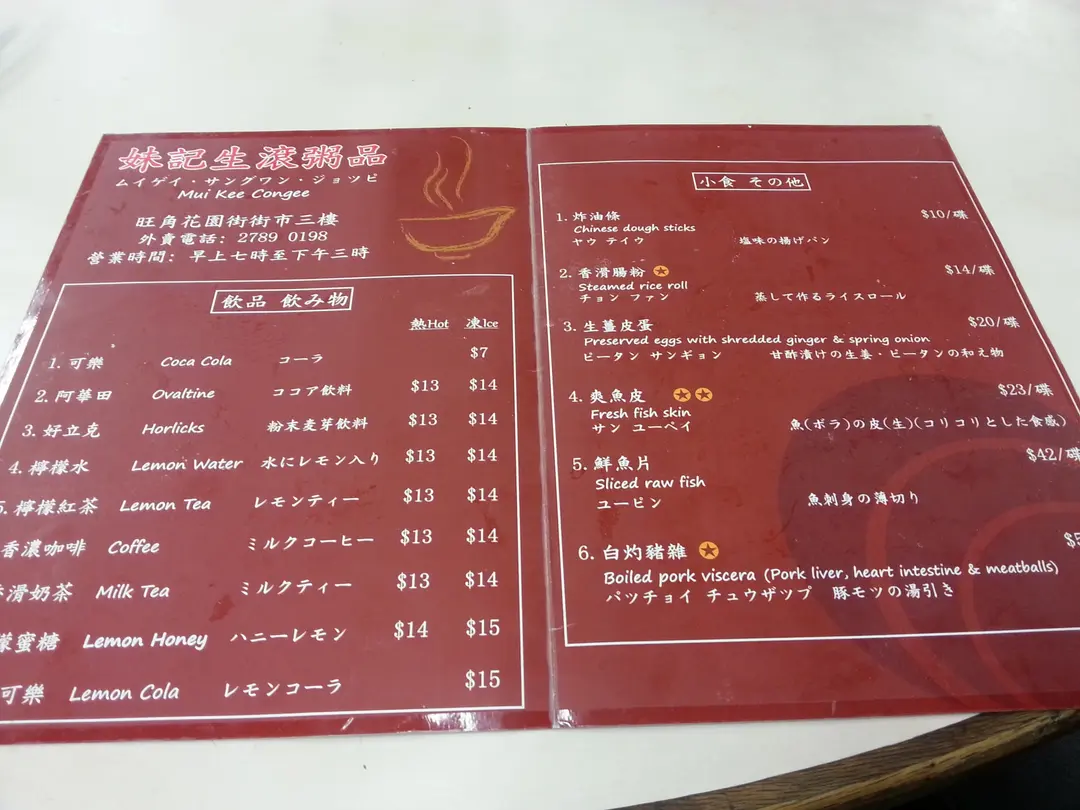 妹記生滾粥品
ムイゲイ・サングワン・ジョツピ
Mui Kee Congee
旺角花園街街市三樓
外賣電話: 2789 0198
營業時間: 早上七時至下午三時
飲品 飲み物
熱Hot 凍Ice
1. 可樂 Coca Cola コーラ $7
2. 阿華田 Ovaltine ココア飲料 $13 $14
3. 好立克 Horlicks 粉末麦芽飲料 $13 $14
4. 檸檬水 Lemon Water 水にレモン入り $13 $14
5. 檸檬紅茶 Lemon Tea レモンティー $13 $14
香濃咖啡 Coffee ミルクコーヒー $13 $14
滑奶茶 Milk Tea ミルクティー $13 $14
檬蜜糖 Lemon Honey ハニーレモン $14 $15
可樂 Lemon Cola レモンコーラ $15
小食 その他
1. 炸油條 $10/碟
Chinese dough sticks
ヤウ テイウ 塩味の揚げパン
2. 香滑腸粉 $14/碟
Steamed rice roll
チョン ファン 蒸して作るライスロール
3. 生薑皮蛋 $20/碟
Preserved eggs with shredded ginger & spring onion
ピータン サンギョン 甘酢漬けの生姜・ピータンの和え物
4. 爽魚皮 $23/碟
Fresh fish skin
サン ユーペイ 魚(ボラ)の皮(生)(コリコリとした食感)
5. 鮮魚片 $42/碟
Sliced raw fish
ユーピン 魚刺身の薄切り
6. 白灼豬雜
Boiled pork viscera (Pork liver, heart intestine & meatballs)
パツチョイ チュウザツプ 豚モツの湯引き